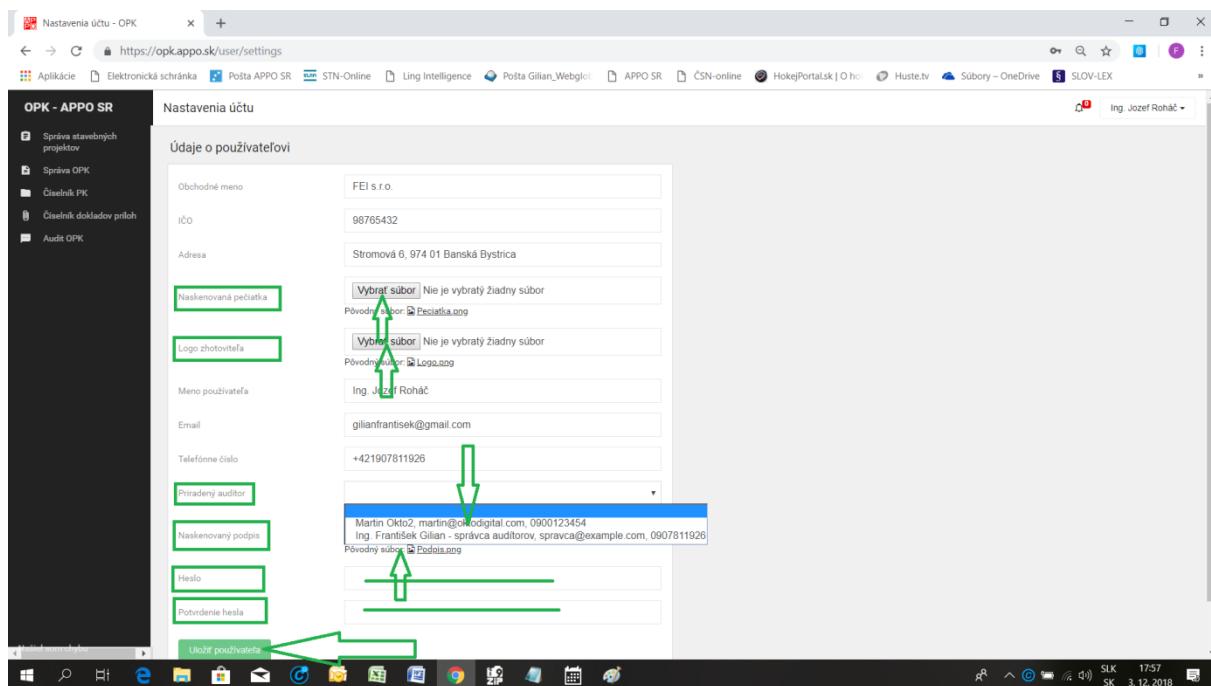 Nastavenia účtu - OPK
https://opk.appo.sk/user/settings
Aplikácie
Elektronická schránka
Pošta APPO SR
STN-Online
Ling Intelligence
Pošta Gilian_Webglo
APPO SR
ČSN-online
HokejPortal.sk | O ho
Huste.tv
Súbory – OneDrive
SLOV-LEX
OPK - APPO SR
Nastavenia účtu
0
Ing. Jozef Roháč
Správa stavebných
projektov
Správa OPK
Číselník PK
Číselník dokladov príloh
Audit OPK
Údaje o používateľovi
Obchodné meno
FEI s.r.o.
IČO
98765432
Adresa
Stromová 6, 974 01 Banská Bystrica
Naskenovaná pečiatka
Vybrať súbor Nie je vybratý žiadny súbor
Pôvodný súbor: Peciatka.png
Logo zhotoviteľa
Vybrať súbor Nie je vybratý žiadny súbor
Pôvodný súbor: Logo.png
Meno používateľa
Ing. Jozef Roháč
Email
gilianfrantisek@gmail.com
Telefónne číslo
+421907811926
Priradený audítor
Martin Okto2, martin@oktodigital.com, 0900123454
Ing. František Gilian - správca audítorov, spravca@example.com, 0907811926
Naskenovaný podpis
Pôvodný súbor: Podpis.png
Heslo
Potvrdenie hesla
Uložiť používateľa
Našiel som chybu
SLK
SK
17:57
3. 12. 2018